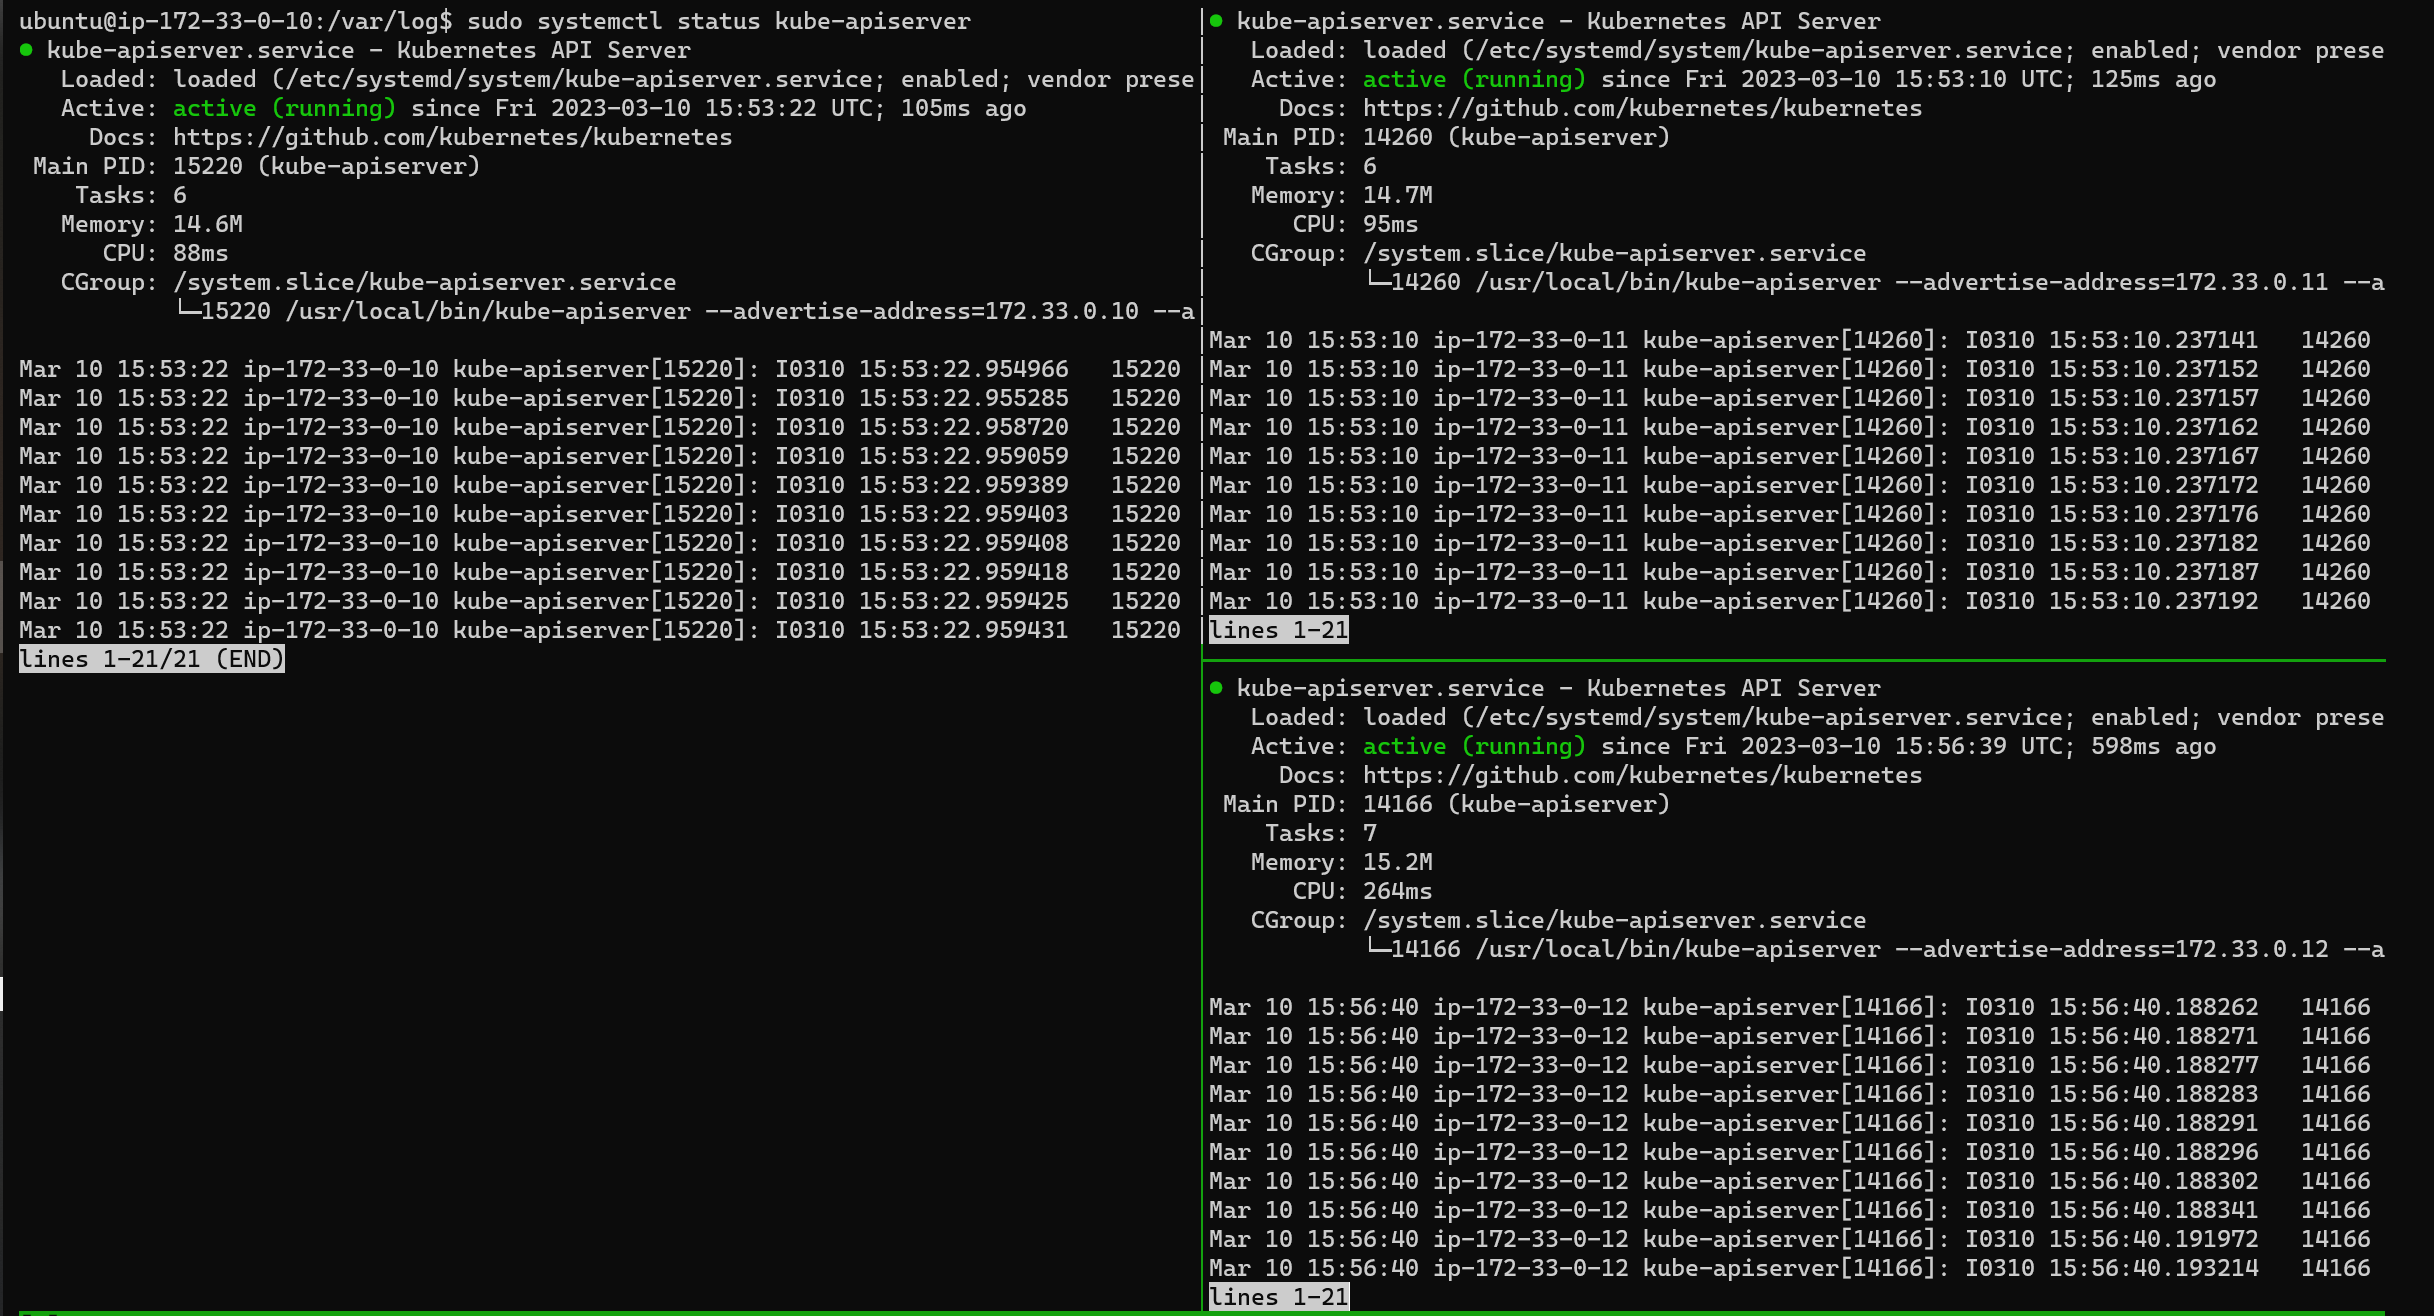 ubuntu@ip-172-33-0-10:/var/log$ sudo systemctl status kube-apiserver
● kube-apiserver.service - Kubernetes API Server
Loaded: loaded (/etc/systemd/system/kube-apiserver.service; enabled; vendor prese
Active: active (running) since Fri 2023-03-10 15:53:22 UTC; 105ms ago
Docs: https://github.com/kubernetes/kubernetes
Main PID: 15220 (kube-apiserver)
Tasks: 6
Memory: 14.6M
CPU: 88ms
CGroup: /system.slice/kube-apiserver.service
└─15220 /usr/local/bin/kube-apiserver --advertise-address=172.33.0.10 --a
Mar 10 15:53:22 ip-172-33-0-10 kube-apiserver[15220]: I0310 15:53:22.954966 15220
Mar 10 15:53:22 ip-172-33-0-10 kube-apiserver[15220]: I0310 15:53:22.955285 15220
Mar 10 15:53:22 ip-172-33-0-10 kube-apiserver[15220]: I0310 15:53:22.958720 15220
Mar 10 15:53:22 ip-172-33-0-10 kube-apiserver[15220]: I0310 15:53:22.959059 15220
Mar 10 15:53:22 ip-172-33-0-10 kube-apiserver[15220]: I0310 15:53:22.959389 15220
Mar 10 15:53:22 ip-172-33-0-10 kube-apiserver[15220]: I0310 15:53:22.959403 15220
Mar 10 15:53:22 ip-172-33-0-10 kube-apiserver[15220]: I0310 15:53:22.959408 15220
Mar 10 15:53:22 ip-172-33-0-10 kube-apiserver[15220]: I0310 15:53:22.959418 15220
Mar 10 15:53:22 ip-172-33-0-10 kube-apiserver[15220]: I0310 15:53:22.959425 15220
Mar 10 15:53:22 ip-172-33-0-10 kube-apiserver[15220]: I0310 15:53:22.959431 15220
lines 1-21/21 (END)
● kube-apiserver.service - Kubernetes API Server
Loaded: loaded (/etc/systemd/system/kube-apiserver.service; enabled; vendor prese
Active: active (running) since Fri 2023-03-10 15:53:10 UTC; 125ms ago
Docs: https://github.com/kubernetes/kubernetes
Main PID: 14260 (kube-apiserver)
Tasks: 6
Memory: 14.7M
CPU: 95ms
CGroup: /system.slice/kube-apiserver.service
└─14260 /usr/local/bin/kube-apiserver --advertise-address=172.33.0.11 --a
Mar 10 15:53:10 ip-172-33-0-11 kube-apiserver[14260]: I0310 15:53:10.237141 14260
Mar 10 15:53:10 ip-172-33-0-11 kube-apiserver[14260]: I0310 15:53:10.237152 14260
Mar 10 15:53:10 ip-172-33-0-11 kube-apiserver[14260]: I0310 15:53:10.237157 14260
Mar 10 15:53:10 ip-172-33-0-11 kube-apiserver[14260]: I0310 15:53:10.237162 14260
Mar 10 15:53:10 ip-172-33-0-11 kube-apiserver[14260]: I0310 15:53:10.237167 14260
Mar 10 15:53:10 ip-172-33-0-11 kube-apiserver[14260]: I0310 15:53:10.237172 14260
Mar 10 15:53:10 ip-172-33-0-11 kube-apiserver[14260]: I0310 15:53:10.237176 14260
Mar 10 15:53:10 ip-172-33-0-11 kube-apiserver[14260]: I0310 15:53:10.237182 14260
Mar 10 15:53:10 ip-172-33-0-11 kube-apiserver[14260]: I0310 15:53:10.237187 14260
Mar 10 15:53:10 ip-172-33-0-11 kube-apiserver[14260]: I0310 15:53:10.237192 14260
lines 1-21
● kube-apiserver.service - Kubernetes API Server
Loaded: loaded (/etc/systemd/system/kube-apiserver.service; enabled; vendor prese
Active: active (running) since Fri 2023-03-10 15:56:39 UTC; 598ms ago
Docs: https://github.com/kubernetes/kubernetes
Main PID: 14166 (kube-apiserver)
Tasks: 7
Memory: 15.2M
CPU: 264ms
CGroup: /system.slice/kube-apiserver.service
└─14166 /usr/local/bin/kube-apiserver --advertise-address=172.33.0.12 --a
Mar 10 15:56:40 ip-172-33-0-12 kube-apiserver[14166]: I0310 15:56:40.188262 14166
Mar 10 15:56:40 ip-172-33-0-12 kube-apiserver[14166]: I0310 15:56:40.188271 14166
Mar 10 15:56:40 ip-172-33-0-12 kube-apiserver[14166]: I0310 15:56:40.188277 14166
Mar 10 15:56:40 ip-172-33-0-12 kube-apiserver[14166]: I0310 15:56:40.188283 14166
Mar 10 15:56:40 ip-172-33-0-12 kube-apiserver[14166]: I0310 15:56:40.188291 14166
Mar 10 15:56:40 ip-172-33-0-12 kube-apiserver[14166]: I0310 15:56:40.188296 14166
Mar 10 15:56:40 ip-172-33-0-12 kube-apiserver[14166]: I0310 15:56:40.188302 14166
Mar 10 15:56:40 ip-172-33-0-12 kube-apiserver[14166]: I0310 15:56:40.188341 14166
Mar 10 15:56:40 ip-172-33-0-12 kube-apiserver[14166]: I0310 15:56:40.191972 14166
Mar 10 15:56:40 ip-172-33-0-12 kube-apiserver[14166]: I0310 15:56:40.193214 14166
lines 1-21